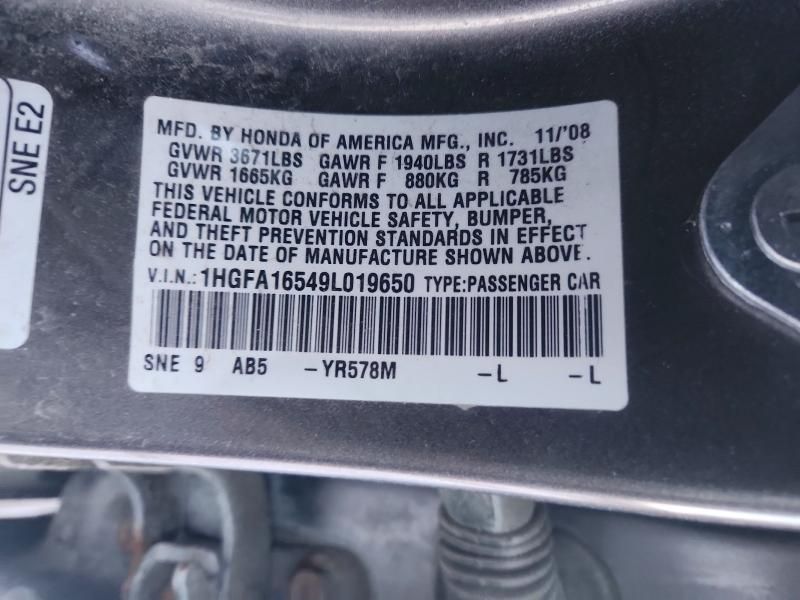 SNE E2
MFD. BY HONDA OF AMERICA MFG., INC. 11/'08
GVWR 3671LBS GAWR F 1940LBS R 1731LBS
GVWR 1665KG GAWR F 880KG R 785KG
THIS VEHICLE CONFORMS TO ALL APPLICABLE
FEDERAL MOTOR VEHICLE SAFETY, BUMPER,
AND THEFT PREVENTION STANDARDS IN EFFECT
ON THE DATE OF MANUFACTURE SHOWN ABOVE.
V.I.N.: 1HGFA16549L019650 TYPE:PASSENGER CAR
SNE 9 AB5 -YR578M -L -L